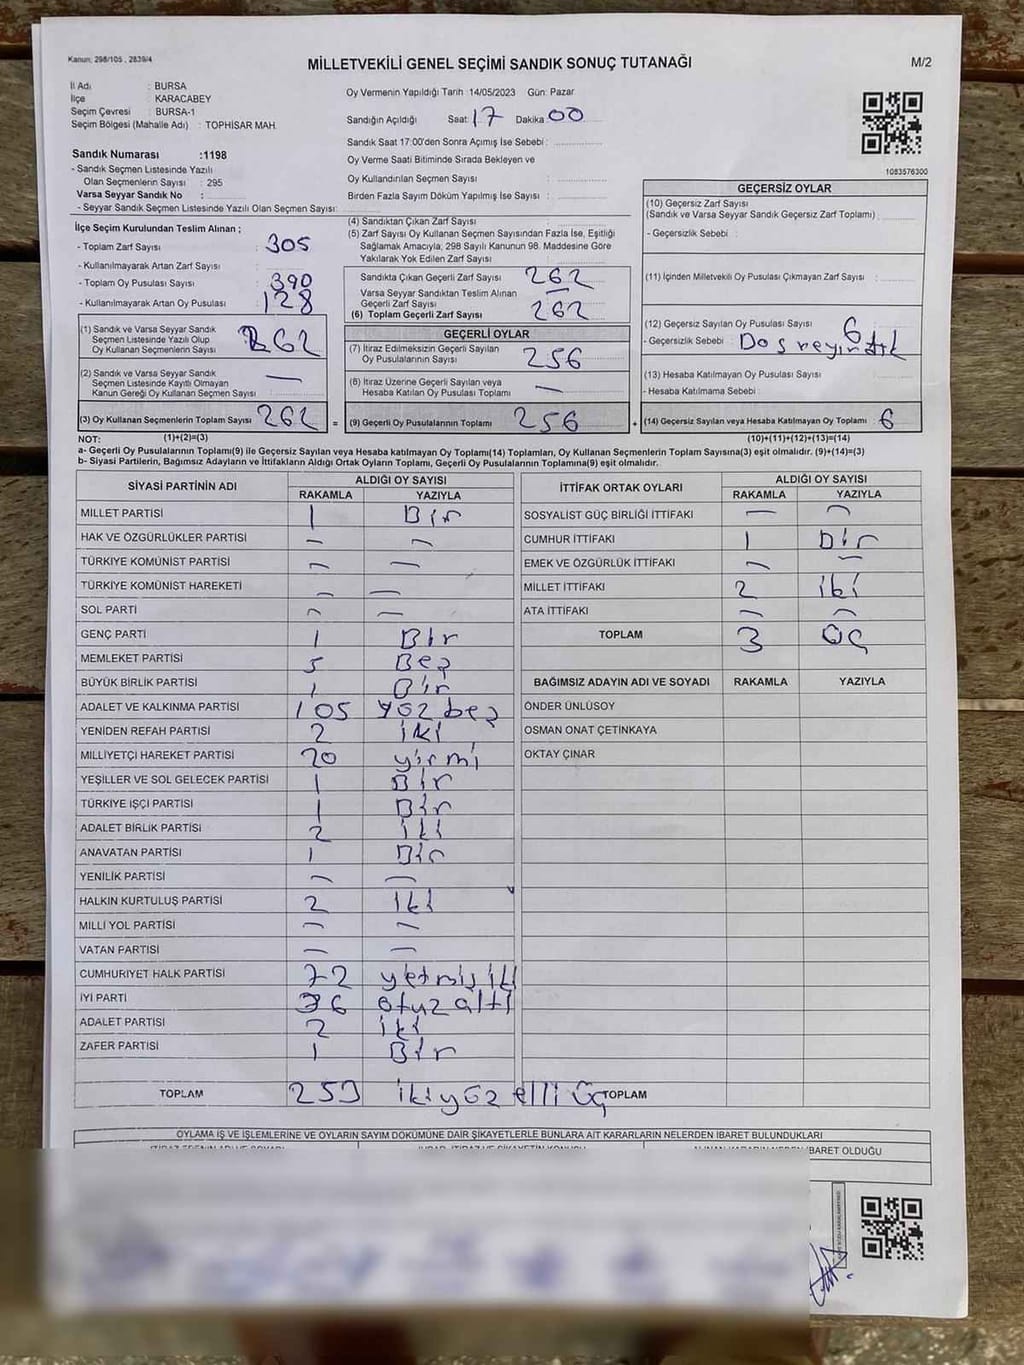 Kanun: 298/105 , 2839/4
MİLLETVEKİLİ GENEL SEÇİMİ SANDIK SONUÇ TUTANAĞI
M/2
İl Adı : BURSA
İlçe : KARACABEY
Seçim Çevresi : BURSA-1
Seçim Bölgesi (Mahalle Adı) : TOPHİSAR MAH.
Sandık Numarası :1198
- Sandık Seçmen Listesinde Yazılı
Olan Seçmenlerin Sayısı : 295
Varsa Seyyar Sandık No :
- Seyyar Sandık Seçmen Listesinde Yazılı Olan Seçmen Sayısı:
Oy Vermenin Yapıldığı Tarih :14/05/2023 Gün: Pazar
Sandığın Açıldığı Saat: 17 Dakika: 00
Sandık Saat 17:00'den Sonra Açımış İse Sebebi :
Oy Verme Saati Bitiminde Sırada Bekleyen ve
Oy Kullandırılan Seçmen Sayısı :
Birden Fazla Sayım Döküm Yapılmış İse Sayısı :
1083576300
İlçe Seçim Kurulundan Teslim Alınan ;
- Toplam Zarf Sayısı : 305
- Kullanılmayarak Artan Zarf Sayısı :
- Toplam Oy Pusulası Sayısı : 390
- Kullanılmayarak Artan Oy Pusulası : 128
(1) Sandık ve Varsa Seyyar Sandık
Seçmen Listesinde Yazılı Olup
Oy Kullanan Seçmenlerin Sayısı : 262
(2) Sandık ve Varsa Seyyar Sandık
Seçmen Listesinde Kayıtlı Olmayan
Kanun Gereği Oy Kullanan Seçmen Sayısı : —
(3) Oy Kullanan Seçmenlerin Toplam Sayısı : 262
(1)+(2)=(3)
(4) Sandıktan Çıkan Zarf Sayısı :
(5) Zarf Sayısı Oy Kullanan Seçmen Sayısından Fazla İse, Eşitliği
Sağlamak Amacıyla; 298 Sayılı Kanunun 98. Maddesine Göre
Yakılarak Yok Edilen Zarf Sayısı :
Sandıkta Çıkan Geçerli Zarf Sayısı : 262
Varsa Seyyar Sandıktan Teslim Alınan
Geçerli Zarf Sayısı : —
(6) Toplam Geçerli Zarf Sayısı : 262
GEÇERLİ OYLAR
(7) İtiraz Edilmeksizin Geçerli Sayılan
Oy Pusulalarının Sayısı : 256
(8) İtiraz Üzerine Geçerli Sayılan veya
Hesaba Katılan Oy Pusulası Toplamı : —
= (9) Geçerli Oy Pusulalarının Toplamı : 256
GEÇERSİZ OYLAR
(10) Geçersiz Zarf Sayısı
(Sandık ve Varsa Seyyar Sandık Geçersiz Zarf Toplamı) :
- Geçersizlik Sebebi :
(11) İçinden Milletvekili Oy Pusulası Çıkmayan Zarf Sayısı :
(12) Geçersiz Sayılan Oy Pusulası Sayısı : 6
- Geçersizlik Sebebi :
(13) Hesaba Katılmayan Oy Pusulası Sayısı :
- Hesaba Katılmama Sebebi :
+ (14) Geçersiz Sayılan veya Hesaba Katılmayan Oy Toplamı : 6
(10)+(11)+(12)+(13)=(14)
NOT:
a- Geçerli Oy Pusulalarının Toplamı(9) ile Geçersiz Sayılan veya Hesaba katılmayan Oy Toplamı(14) Toplamları, Oy Kullanan Seçmenlerin Toplam Sayısına(3) eşit olmalıdır. (9)+(14)=(3)
b- Siyasi Partilerin, Bağımsız Adayların ve İttifakların Aldığı Ortak Oyların Toplamı, Geçerli Oy Pusulalarının Toplamına(9) eşit olmalıdır.
SİYASİ PARTİNİN ADI ALDIĞI OY SAYISI
RAKAMLA YAZIYLA
MİLLET PARTİSİ 1 Bir
HAK VE ÖZGÜRLÜKLER PARTİSİ — —
TÜRKİYE KOMÜNİST PARTİSİ — —
TÜRKİYE KOMÜNİST HAREKETİ — —
SOL PARTİ — —
GENÇ PARTİ 1 Bir
MEMLEKET PARTİSİ 5 Beş
BÜYÜK BİRLİK PARTİSİ 1 Bir
ADALET VE KALKINMA PARTİSİ 105 yüz beş
YENİDEN REFAH PARTİSİ 2 iki
MİLLİYETÇİ HAREKET PARTİSİ 20 yirmi
YEŞİLLER VE SOL GELECEK PARTİSİ 1 Bir
TÜRKİYE İŞÇİ PARTİSİ 1 Bir
ADALET BİRLİK PARTİSİ 2 iki
ANAVATAN PARTİSİ 1 Bir
YENİLİK PARTİSİ — —
HALKIN KURTULUŞ PARTİSİ 2 iki
MİLLİ YOL PARTİSİ — —
VATAN PARTİSİ — —
CUMHURİYET HALK PARTİSİ 72 yetmiş iki
İYİ PARTİ 36 otuz altı
ADALET PARTİSİ 2 iki
ZAFER PARTİSİ 1 Bir
TOPLAM 253 iki yüz elli üç
İTTİFAK ORTAK OYLARI ALDIĞI OY SAYISI
RAKAMLA YAZIYLA
SOSYALİST GÜÇ BİRLİĞİ İTTİFAKI — —
CUMHUR İTTİFAKI 1 bir
EMEK VE ÖZGÜRLÜK İTTİFAKI — —
MİLLET İTTİFAKI 2 iki
ATA İTTİFAKI — —
TOPLAM 3 üç
BAĞIMSIZ ADAYIN ADI VE SOYADI RAKAMLA YAZIYLA
ÖNDER ÜNLÜSOY
OSMAN ONAT ÇETİNKAYA
OKTAY ÇINAR
TOPLAM
OYLAMA İŞ VE İŞLEMLERİNE VE OYLARIN SAYIM DÖKÜMÜNE DAİR ŞİKAYETLERLE BUNLARA AİT KARARLARIN NELERDEN İBARET BULUNDUKLARI
İBARET OLDUĞU